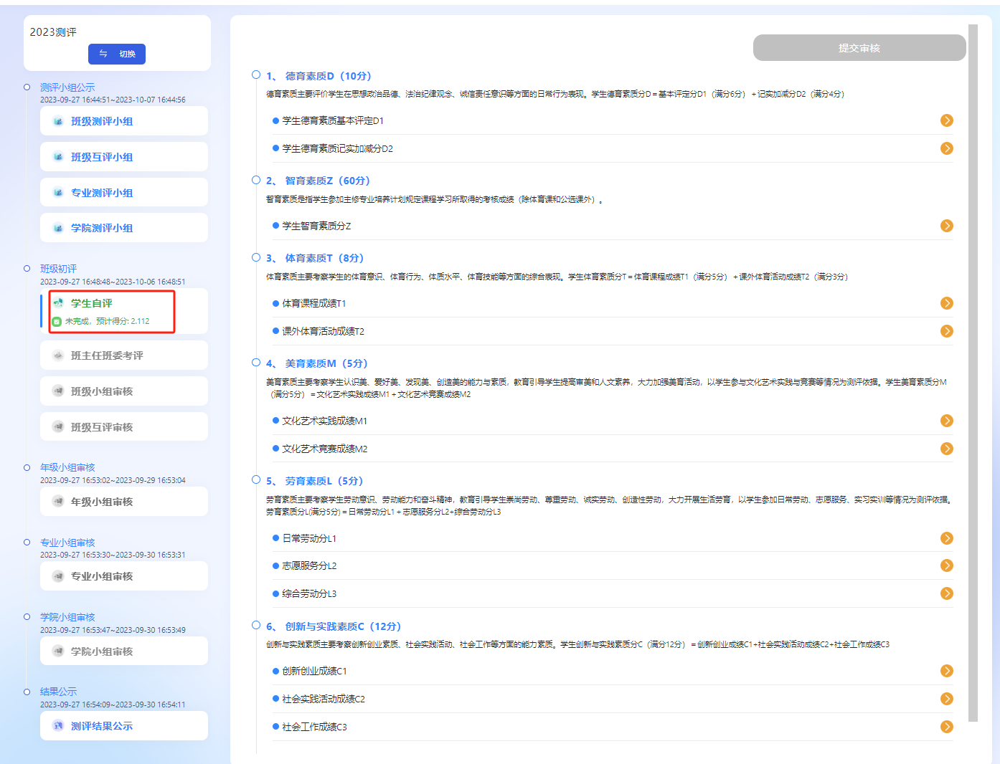 2023测评
切换
测评小组公示
2023-09-27 16:44:51~2023-10-07 16:44:56
班级测评小组
班级互评小组
专业测评小组
学院测评小组
班级初评
2023-09-27 16:48:48~2023-10-06 16:48:51
学生自评
未完成，预计得分: 2.112
班主任班委考评
班级小组审核
班级互评审核
年级小组审核
2023-09-27 16:53:02~2023-09-29 16:53:04
年级小组审核
专业小组审核
2023-09-27 16:53:30~2023-09-30 16:53:31
专业小组审核
学院小组审核
2023-09-27 16:53:47~2023-09-30 16:53:49
学院小组审核
结果公示
2023-09-27 16:54:09~2023-09-30 16:54:11
测评结果公示
提交审核
1、 德育素质D（10分）
德育素质主要评价学生在思想政治品德、法治纪律观念、诚信责任意识等方面的日常行为表现。学生德育素质分D＝基本评定分D1（满分6分）＋记实加减分D2（满分4分）
学生德育素质基本评定D1
学生德育素质记实加减分D2
2、 智育素质Z（60分）
智育素质是指学生参加主修专业培养计划规定课程学习所取得的考核成绩（除体育课和公选课外）。
学生智育素质分Z
3、 体育素质T（8分）
体育素质主要考察学生的体育意识、体育行为、体质水平、体育技能等方面的综合表现。学生体育素质分T＝体育课程成绩T1（满分5分）＋课外体育活动成绩T2（满分3分）
体育课程成绩T1
课外体育活动成绩T2
4、 美育素质M（5分）
美育素质主要考察学生认识美、爱好美、发现美、创造美的能力与素质，教育引导学生提高审美和人文素养，大力加强美育活动，以学生参与文化艺术实践与竞赛等情况为测评依据。学生美育素质分M
（满分5分）＝文化艺术实践成绩M1＋文化艺术竞赛成绩M2
文化艺术实践成绩M1
文化艺术竞赛成绩M2
5、 劳育素质L（5分）
劳育素质主要考察学生劳动意识、劳动能力和奋斗精神，教育引导学生崇尚劳动、尊重劳动、诚实劳动、创造性劳动，大力开展生活劳育，以学生参加日常劳动、志愿服务、实习实训等情况为测评依据。
劳育素质分L(满分5分)＝日常劳动分L1＋志愿服务分L2+综合劳动分L3
日常劳动分L1
志愿服务分L2
综合劳动分L3
6、 创新与实践素质C（12分）
创新与实践素质主要考察创新创业素质、社会实践活动、社会工作等方面的能力素质。学生创新与实践素质分C（满分12分）＝创新创业成绩C1+社会实践活动成绩C2+社会工作成绩C3
创新创业成绩C1
社会实践活动成绩C2
社会工作成绩C3